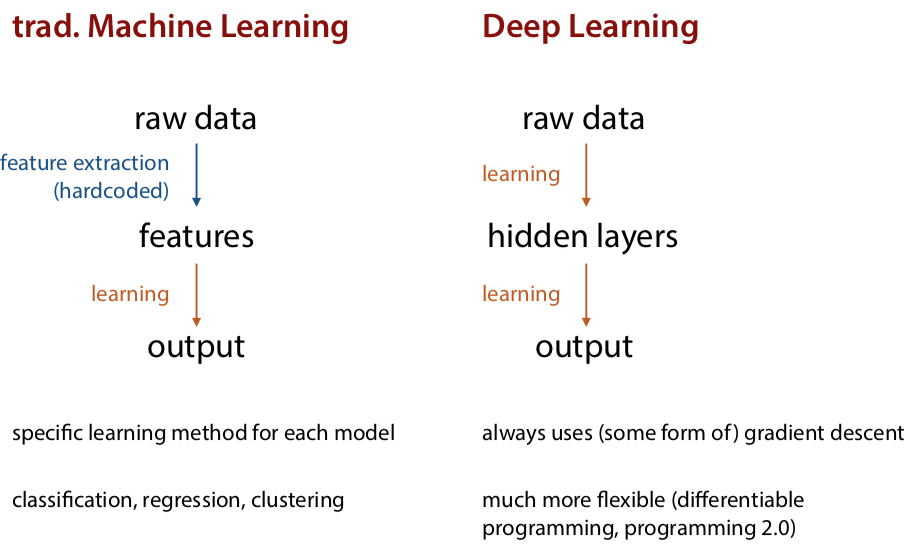 trad. Machine Learning
raw data
feature extraction
(hardcoded)
features
learning
output
specific learning method for each model
classification, regression, clustering
Deep Learning
raw data
learning
hidden layers
learning
output
always uses (some form of) gradient descent
much more flexible (differentiable
programming, programming 2.0)